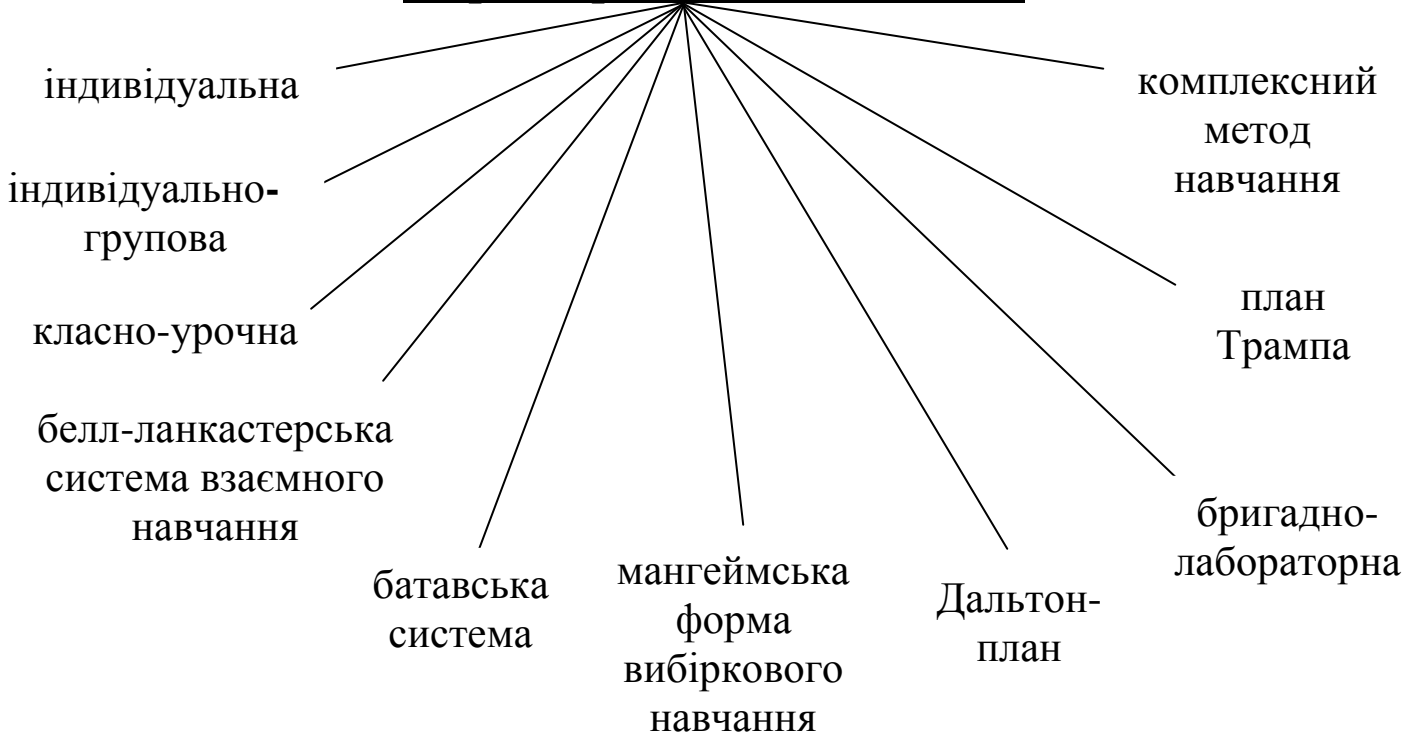 індивідуальна
індивідуально-
групова
класно-урочна
белл-ланкастерська
система взаємного
навчання
батавська
система
мангеймська
форма
вибіркового
навчання
Дальтон-
план
бригадно-
лабораторна
план
Трампа
комплексний
метод
навчання